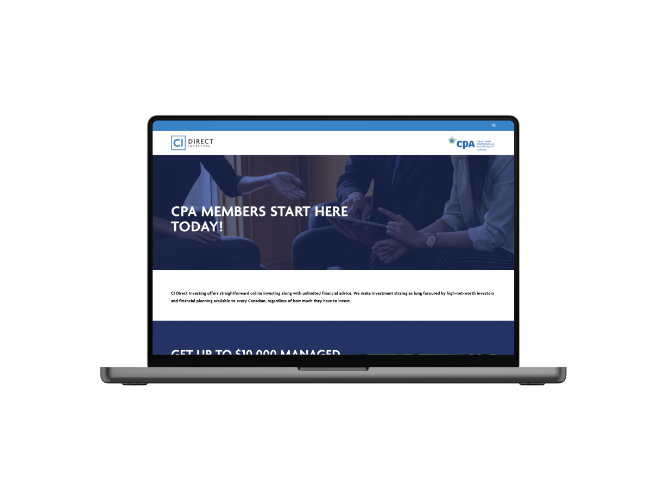 FR
CI DIRECT
INVESTING
CPA
CPA MEMBERS START HERE
TODAY!
CI Direct Investing offers straightforward online investing along with unlimited financial advice. We make investment strategies long favoured by high-net-worth investors
and financial planning available to every Canadian, regardless of how much they have to invest.
GET UP TO $10,000 MANAGED